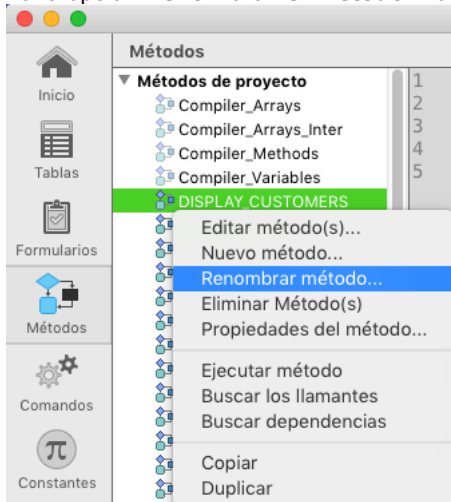 Métodos
Inicio
Tablas
Formularios
Métodos
Comandos
Constantes
Métodos de proyecto
Compiler_Arrays
Compiler_Arrays_Inter
Compiler_Methods
Compiler_Variables
DISPLAY_CUSTOMERS
1
2
3
4
5
Editar método(s)...
Nuevo método...
Renombrar método...
Eliminar Método(s)
Propiedades del método...
Ejecutar método
Buscar los llamantes
Buscar dependencias
Copiar
Duplicar